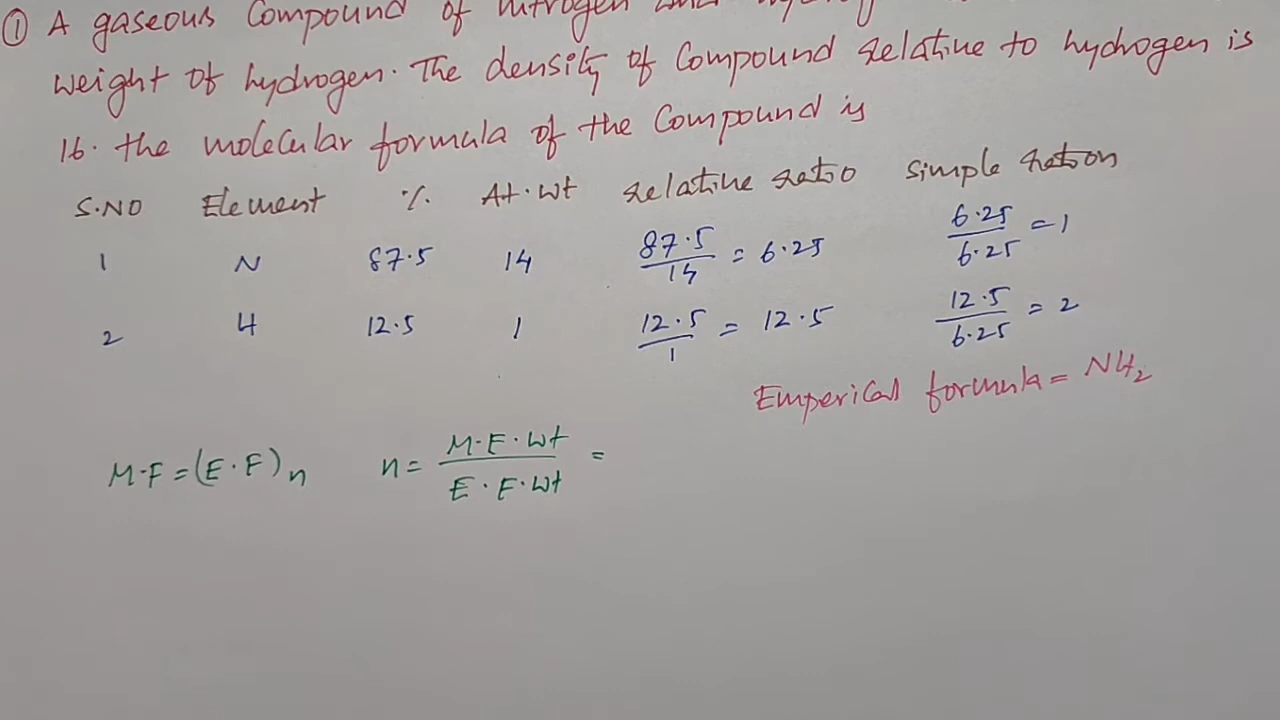 ① A gaseous Compound of nitrogen and
weight of hydrogen. The density of Compound relative to hydrogen is
16. the molecular formula of the Compound is
S.NO Element % At.wt relative ratio simple ration
1 N 87.5 14 87.5/14 = 6.25 6.25/6.25 = 1
2 H 12.5 1 12.5/1 = 12.5 12.5/6.25 = 2
Emperical formula = NH₂
M.F = (E.F)n n = M.F.wt/E.F.wt =